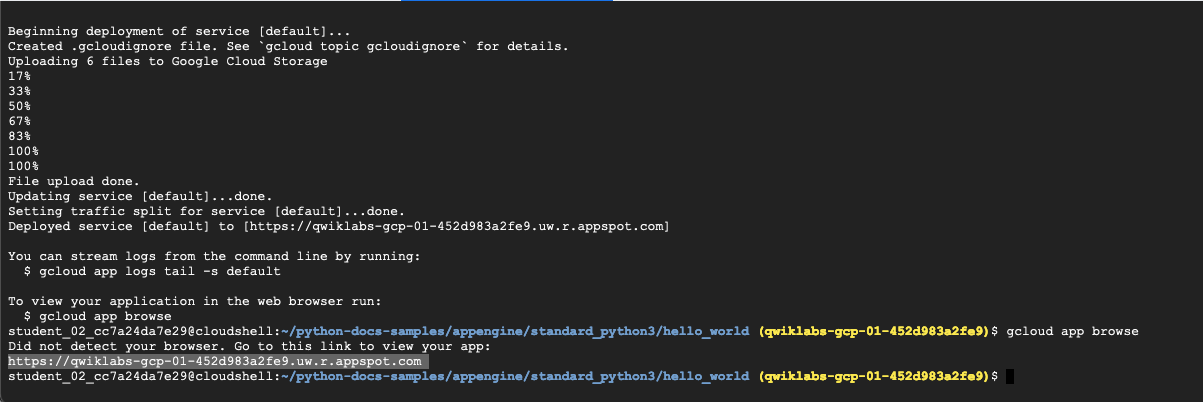 Beginning deployment of service [default]...
Created .gcloudignore file. See `gcloud topic gcloudignore` for details.
Uploading 6 files to Google Cloud Storage
17%
33%
50%
67%
83%
100%
100%
File upload done.
Updating service [default]...done.
Setting traffic split for service [default]...done.
Deployed service [default] to [https://qwiklabs-gcp-01-452d983a2fe9.uw.r.appspot.com]
You can stream logs from the command line by running:
$ gcloud app logs tail -s default
To view your application in the web browser run:
$ gcloud app browse
student_02_cc7a24da7e29@cloudshell:~/python-docs-samples/appengine/standard_python3/hello_world (qwiklabs-gcp-01-452d983a2fe9)$ gcloud app browse
Did not detect your browser. Go to this link to view your app:
https://qwiklabs-gcp-01-452d983a2fe9.uw.r.appspot.com
student_02_cc7a24da7e29@cloudshell:~/python-docs-samples/appengine/standard_python3/hello_world (qwiklabs-gcp-01-452d983a2fe9)$